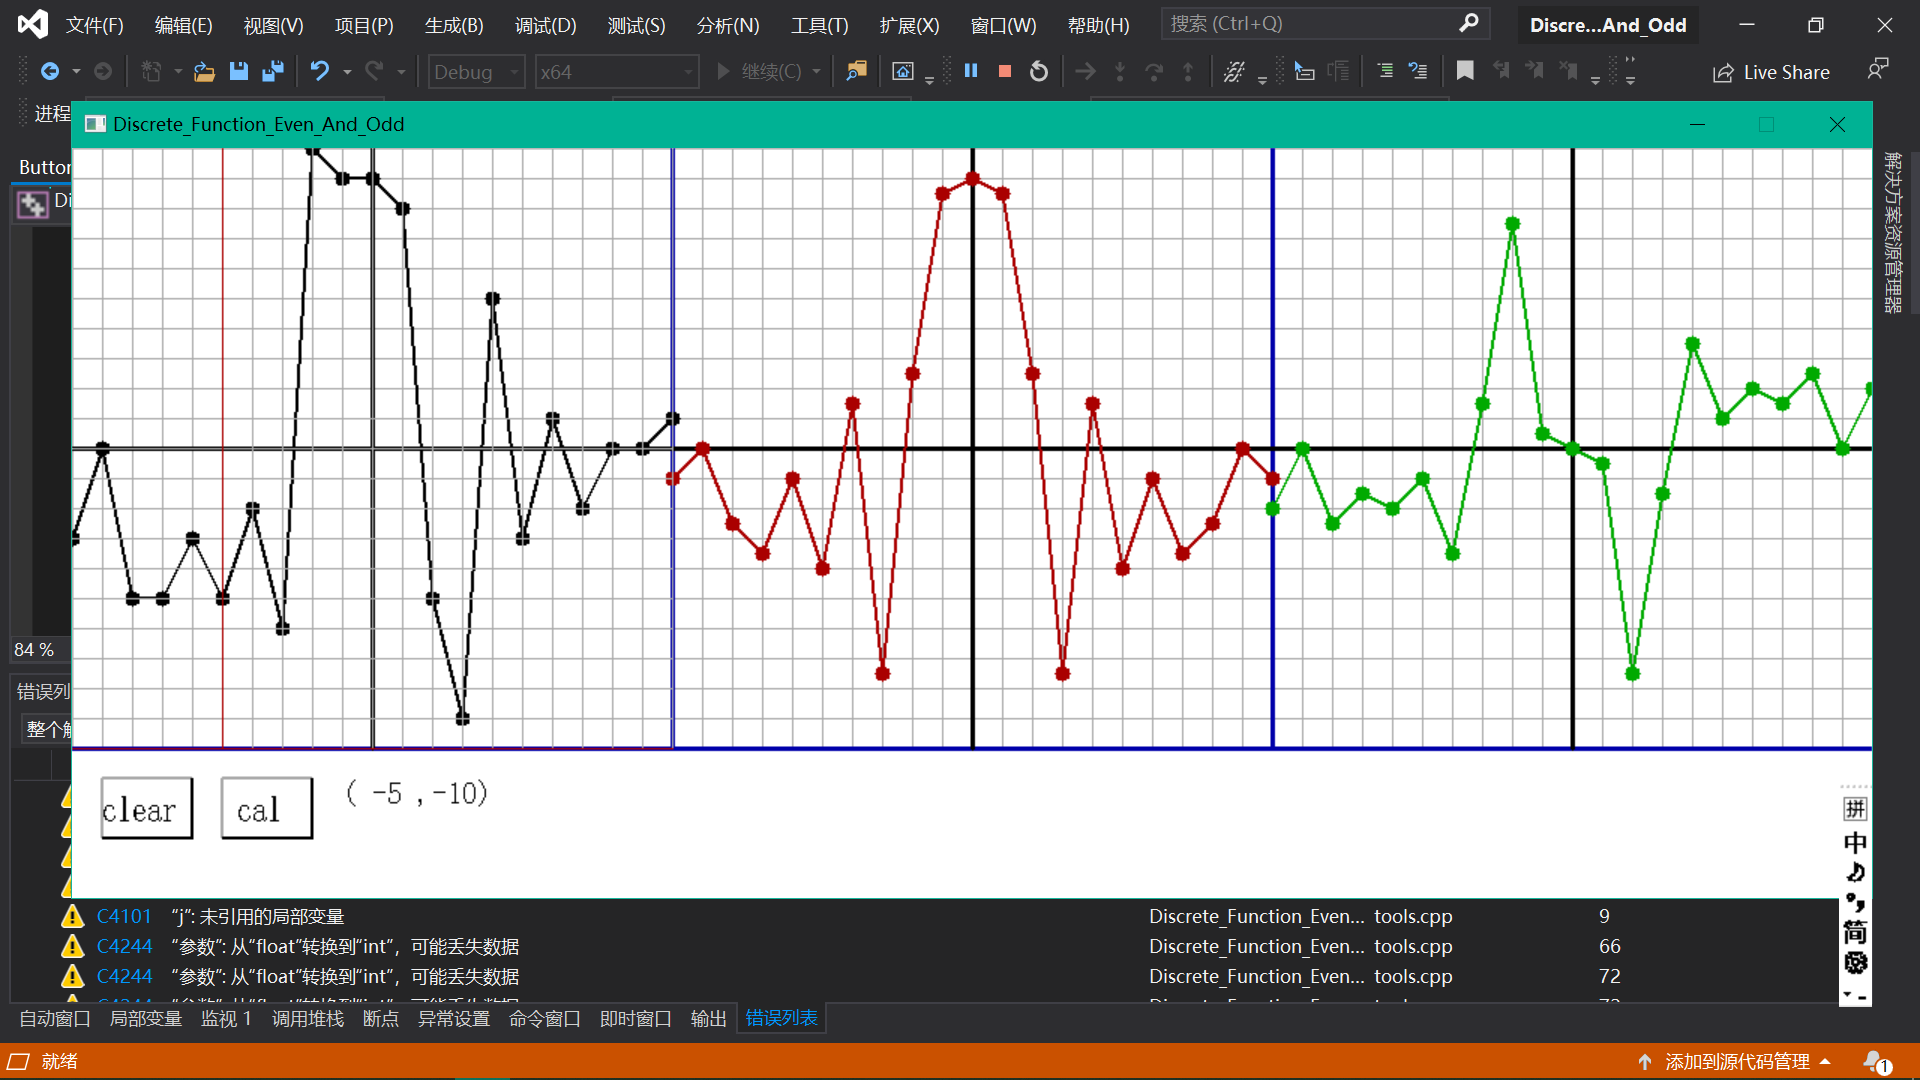 文件(F) 编辑(E) 视图(V) 项目(P) 生成(B) 调试(D) 测试(S) 分析(N) 工具(T) 扩展(X) 窗口(W) 帮助(H) 搜索 (Ctrl+Q) Discre...And_Odd
Debug x64 继续(C) Live Share
进程
Discrete_Function_Even_And_Odd
Button
Di
解决方案资源管理器
84 %
错误列
整个解
clear cal ( -5 ,-10)
拼
中
简
C4101 “j”: 未引用的局部变量 Discrete_Function_Even... tools.cpp 9
C4244 “参数”: 从“float”转换到“int”，可能丢失数据 Discrete_Function_Even... tools.cpp 66
C4244 “参数”: 从“float”转换到“int”，可能丢失数据 Discrete_Function_Even... tools.cpp 72
自动窗口 局部变量 监视 1 调用堆栈 断点 异常设置 命令窗口 即时窗口 输出 错误列表
就绪 添加到源代码管理 1